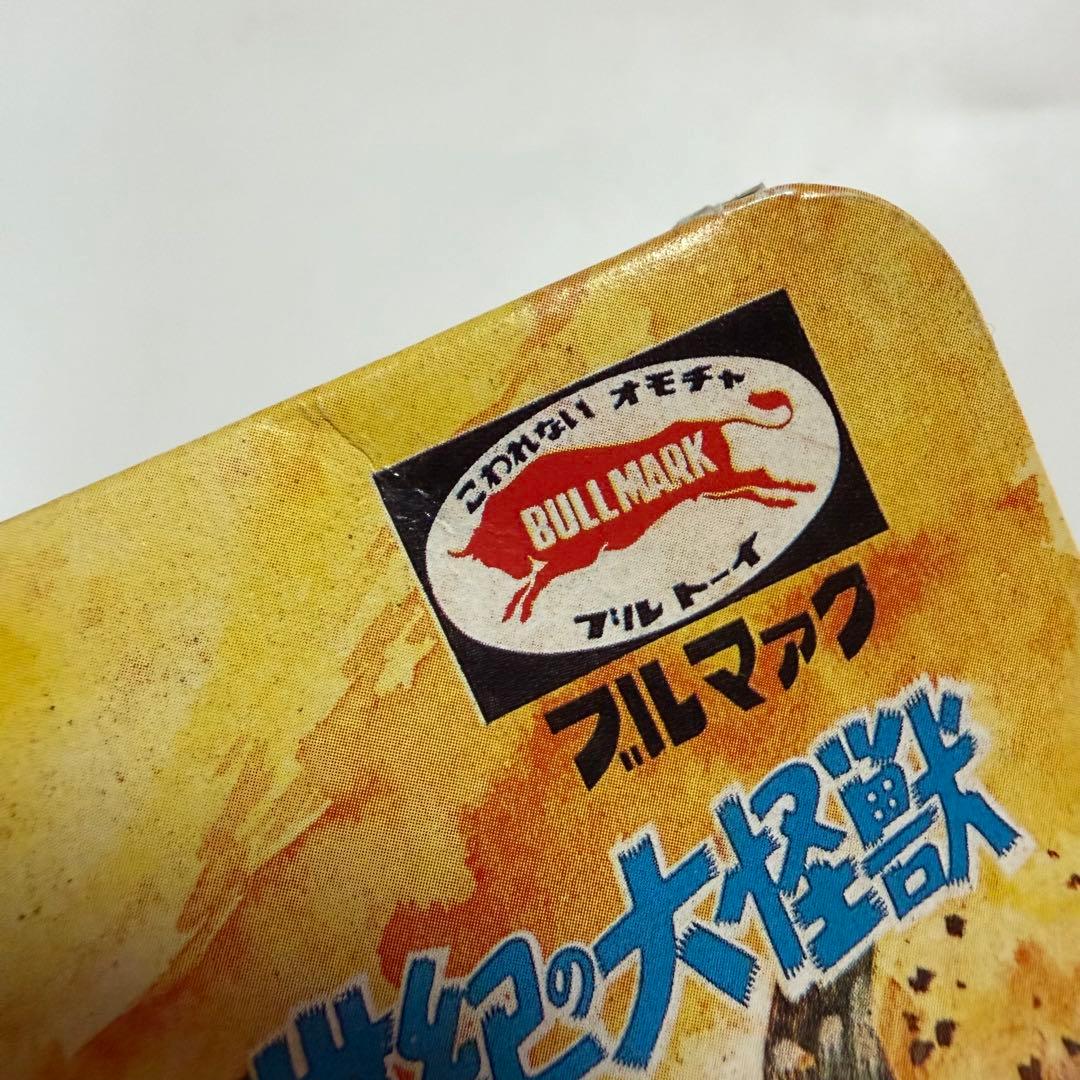 こわれない オモチャ
BULLMARK
ブルトーイ
ブルマァク
世紀の大怪獣